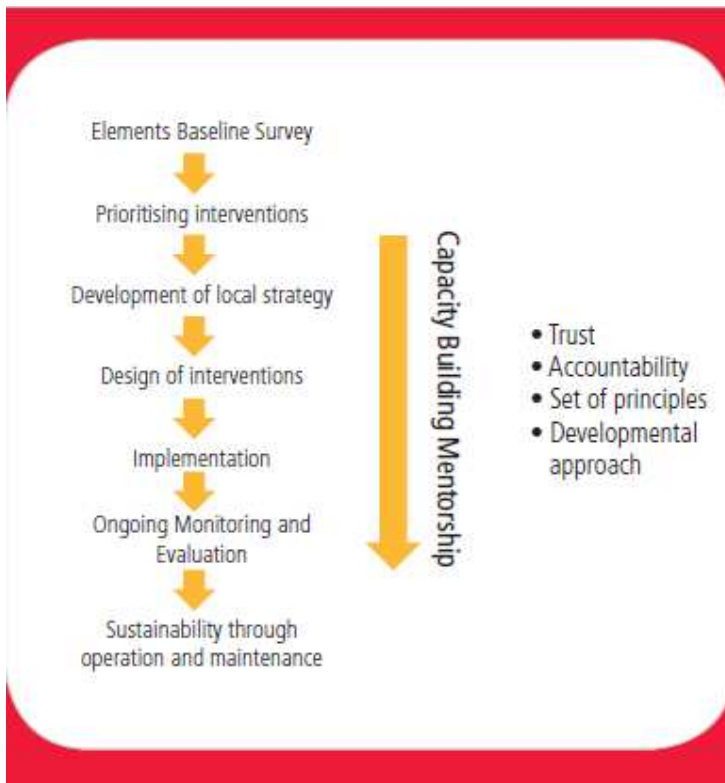 Elements Baseline Survey
Prioritising interventions
Development of local strategy
Design of interventions
Implementation
Ongoing Monitoring and
Evaluation
Sustainability through
operation and maintenance
Capacity Building Mentorship
• Trust
• Accountability
• Set of principles
• Developmental
approach